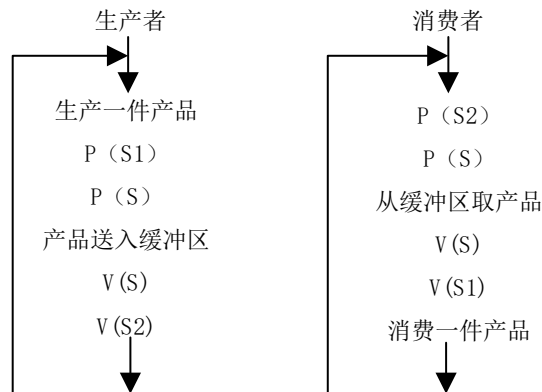 生产者
生产一件产品
P（S1）
P（S）
产品送入缓冲区
V(S)
V(S2)
消费者
P（S2）
P（S）
从缓冲区取产品
V(S)
V(S1)
消费一件产品